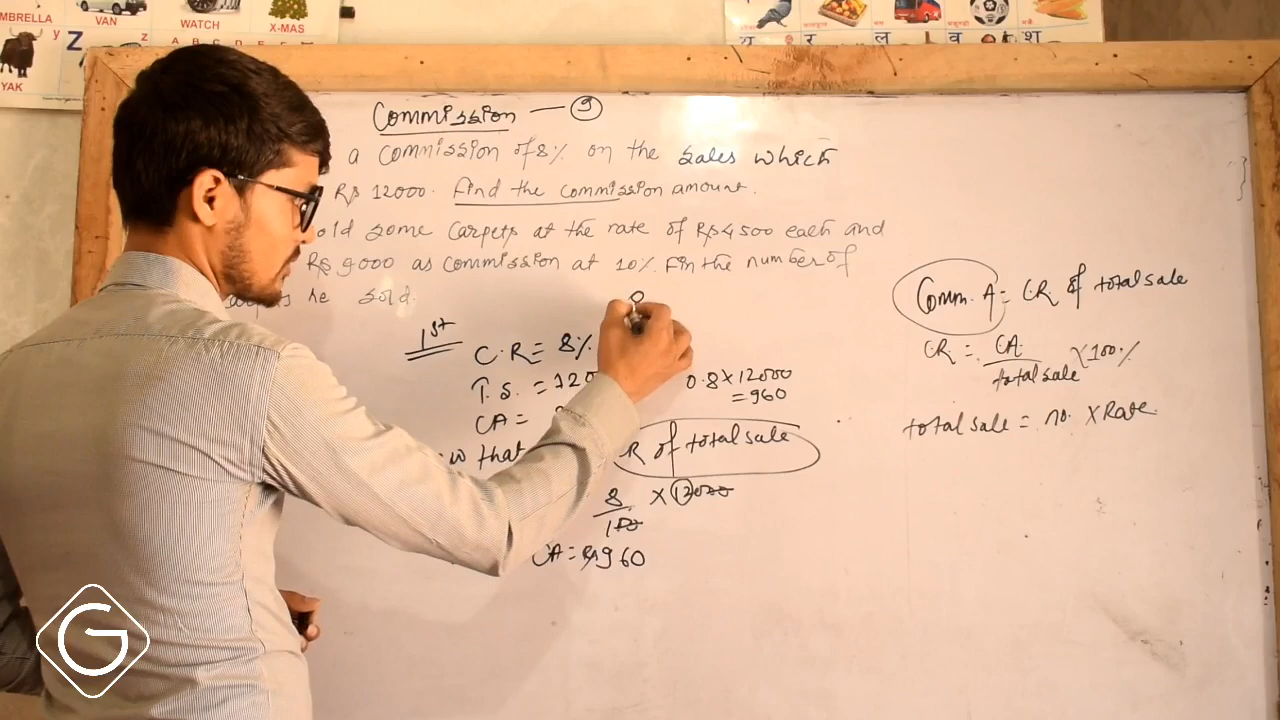 UMBRELLA VAN WATCH X-MAS
y Z z A B C D E F
YAK
य र ल व श
Commission — 9
a commission of 8% on the sales which
Rs 12000. Find the commission amount.
old some carpets at the rate of Rs 4500 each and
Rs 9000 as commission at 10%. Fin the number of
he sold.
1st
C.R = 8%
T.S. = 120
CA =
w that
R of total sale
8/100 × 12000
CA = Rs 960
0.8 × 12000
= 960
Comm. A = CR of total sale
CR = CA/total sale × 100%
total sale = no. × Rate
G